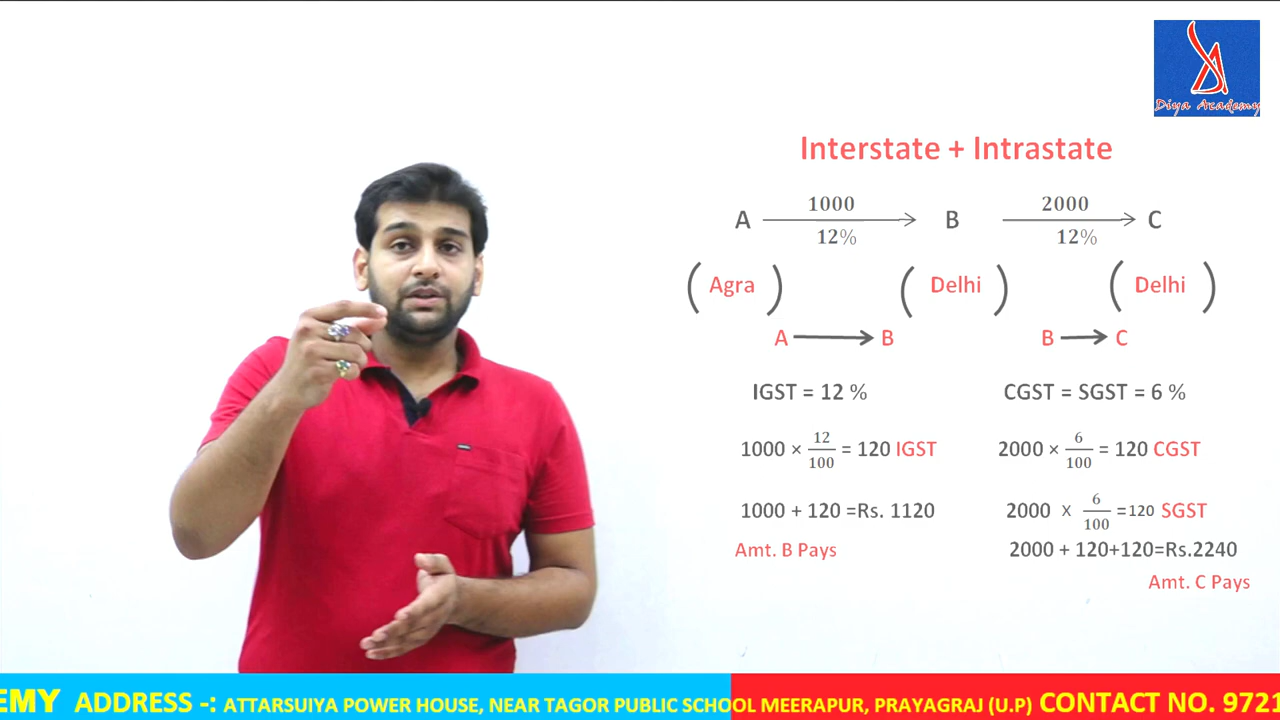 Diya Academy
Interstate + Intrastate
A 1000 12% B 2000 12% C
(Agra) (Delhi) (Delhi)
A B B C
IGST = 12 % CGST = SGST = 6 %
1000 × 12/100 = 120 IGST 2000 × 6/100 = 120 CGST
1000 + 120 =Rs. 1120 2000 X 6/100 =120 SGST
Amt. B Pays 2000 + 120+120=Rs.2240
Amt. C Pays
EMY ADDRESS -: ATTARSUIYA POWER HOUSE, NEAR TAGOR PUBLIC SCHOOL MEERAPUR, PRAYAGRAJ (U.P) CONTACT NO. 9721